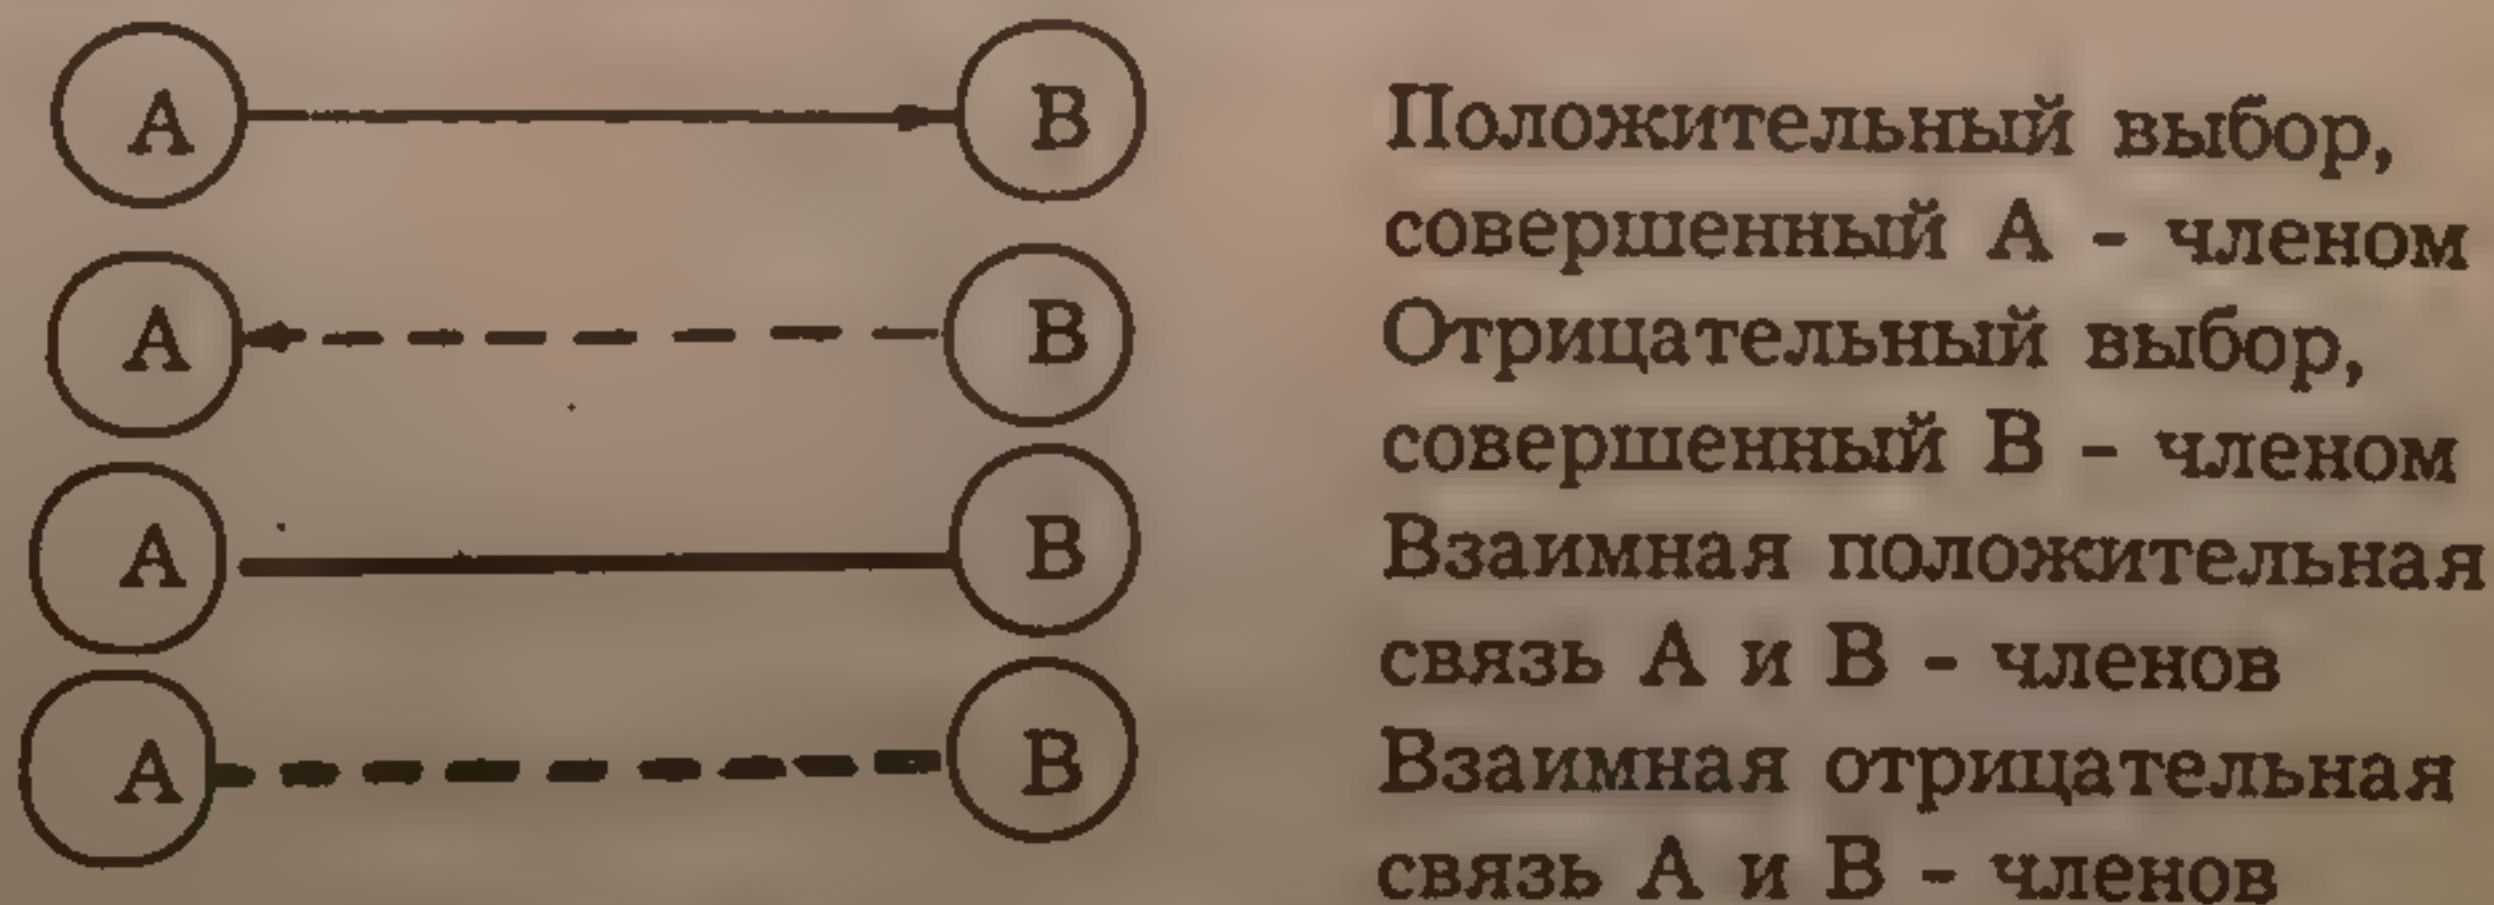 A B
Положительный выбор,
совершенный А - членом
A B
Отрицательный выбор,
совершенный В - членом
A B
Взаимная положительная
связь А и В - членов
A B
Взаимная отрицательная
связь А и В - членов